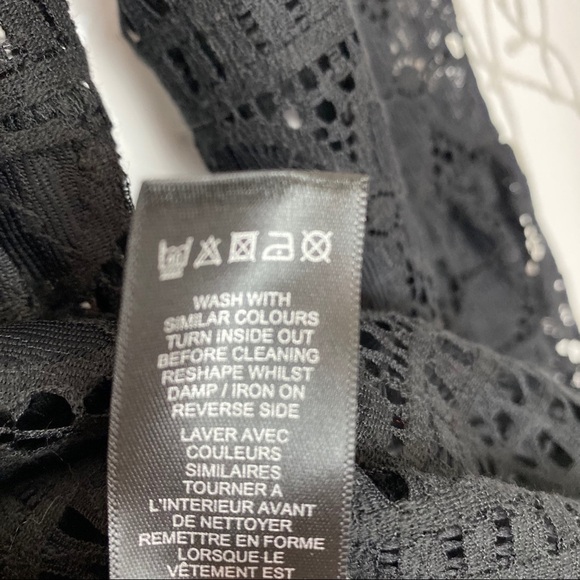 WASH WITH
SIMILAR COLOURS
TURN INSIDE OUT
BEFORE CLEANING
RESHAPE WHILST
DAMP / IRON ON
REVERSE SIDE
LAVER AVEC
COULEURS
SIMILAIRES
TOURNER A
L'INTERIEUR AVANT
DE NETTOYER
REMETTRE EN FORME
LORSQUE LE
VÊTEMENT EST